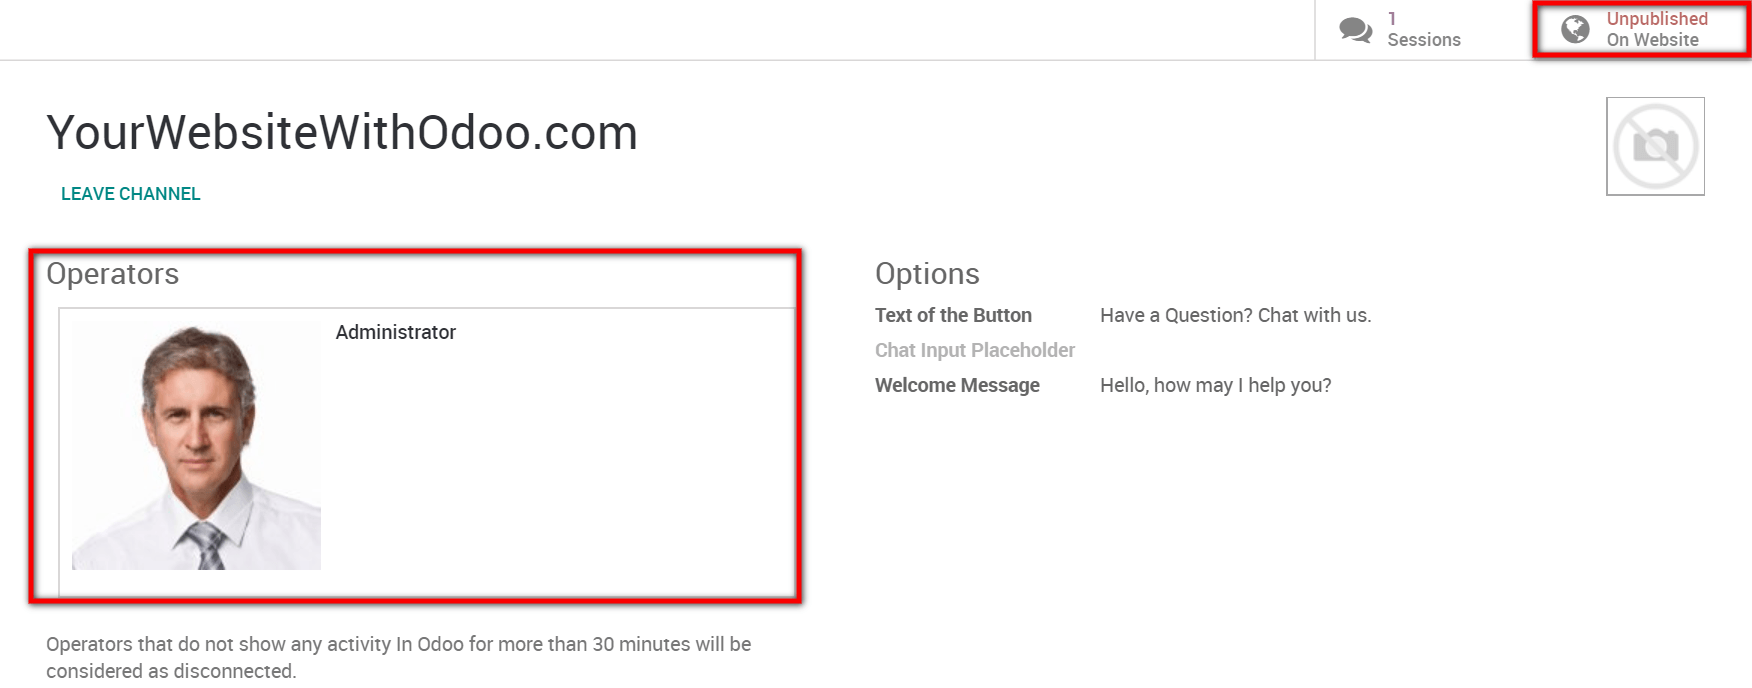 1
Sessions
Unpublished
On Website
YourWebsiteWithOdoo.com
LEAVE CHANNEL
Operators
Administrator
Options
Text of the Button Have a Question? Chat with us.
Chat Input Placeholder
Welcome Message Hello, how may I help you?
Operators that do not show any activity In Odoo for more than 30 minutes will be
considered as disconnected.